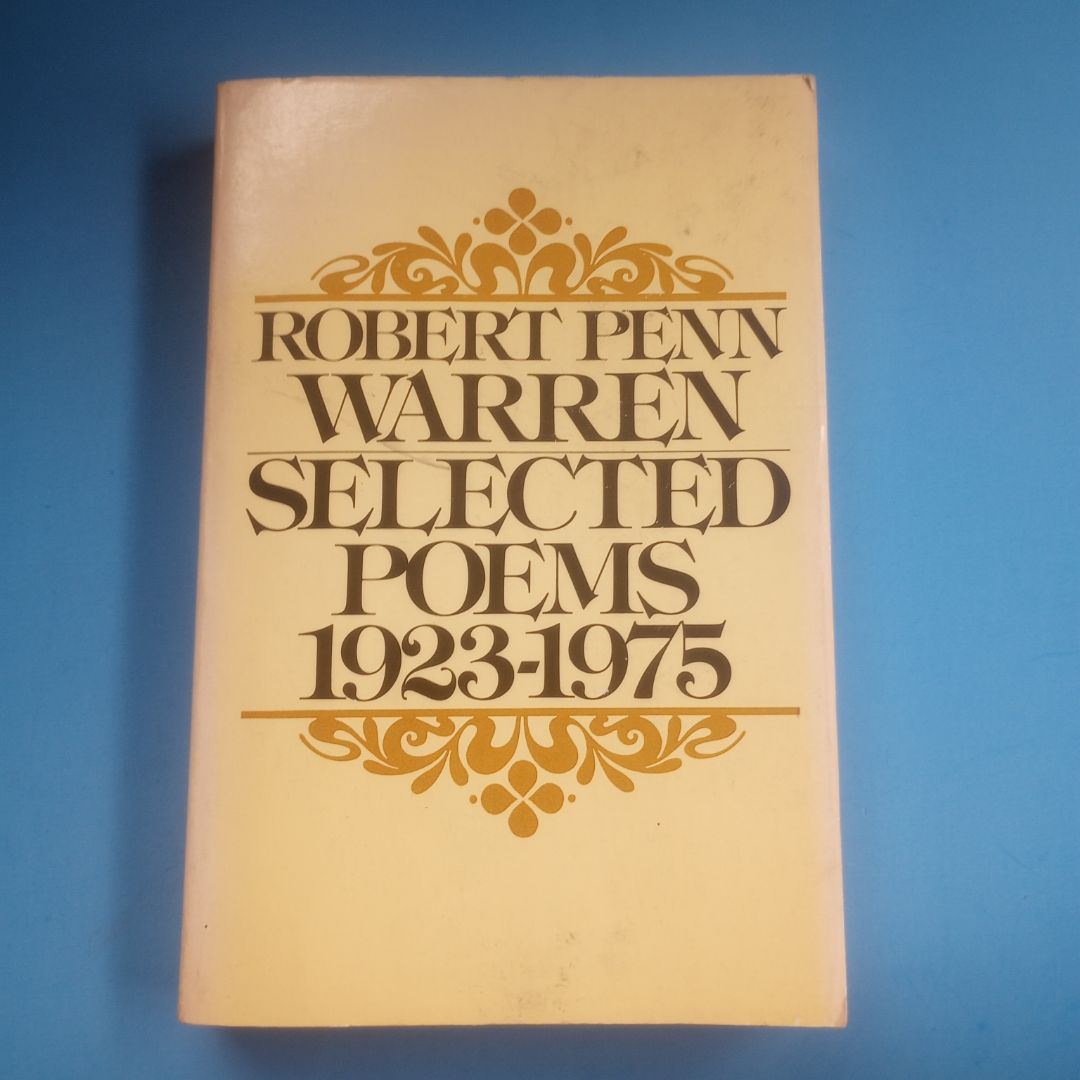 ROBERT PENN
WARREN
SELECTED
POEMS
1923-1975